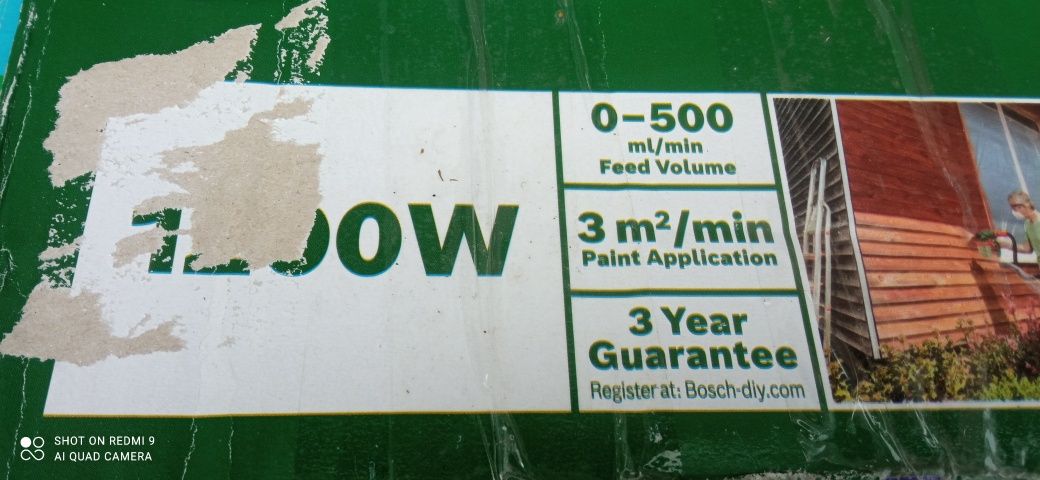 1200W
0–500
ml/min
Feed Volume
3 m²/min
Paint Application
3 Year
Guarantee
Register at: Bosch-diy.com
SHOT ON REDMI 9
AI QUAD CAMERA